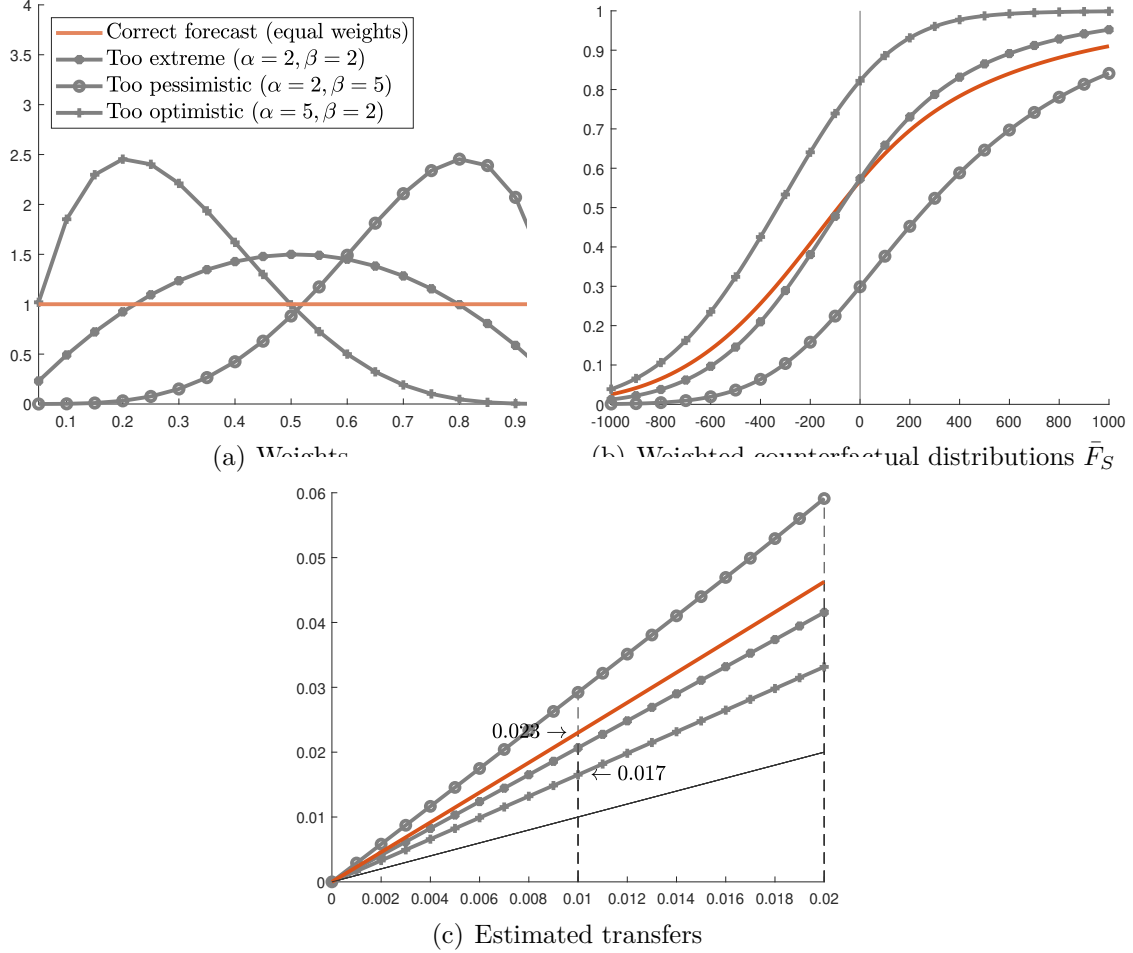 4
3.5
3
2.5
2
1.5
1
0.5
0
Correct forecast (equal weights)
Too extreme (α = 2, β = 2)
Too pessimistic (α = 2, β = 5)
Too optimistic (α = 5, β = 2)
0.1 0.2 0.3 0.4 0.5 0.6 0.7 0.8 0.9
(a) Weights
1
0.9
0.8
0.7
0.6
0.5
0.4
0.3
0.2
0.1
0
-1000 -800 -600 -400 -200 0 200 400 600 800 1000
(b) Weighted counterfactual distributions F̄_S
0.06
0.05
0.04
0.03
0.02
0.01
0
0.023 →
← 0.017
0 0.002 0.004 0.006 0.008 0.01 0.012 0.014 0.016 0.018 0.02
(c) Estimated transfers